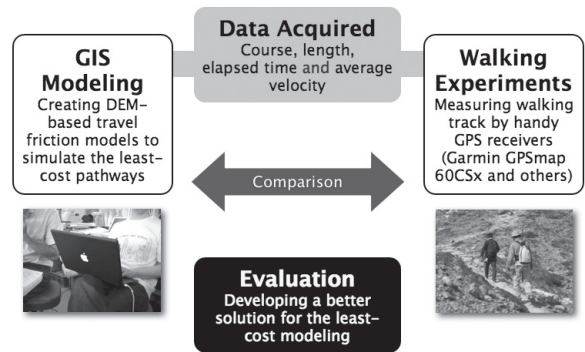 GIS
Modeling
Creating DEM-
based travel
friction models to
simulate the least-
cost pathways
Data Acquired
Course, length,
elapsed time and average
velocity
Walking
Experiments
Measuring walking
track by handy
GPS receivers
(Garmin GPSmap
60CSx and others)
Comparison
Evaluation
Developing a better
solution for the least-
cost modeling